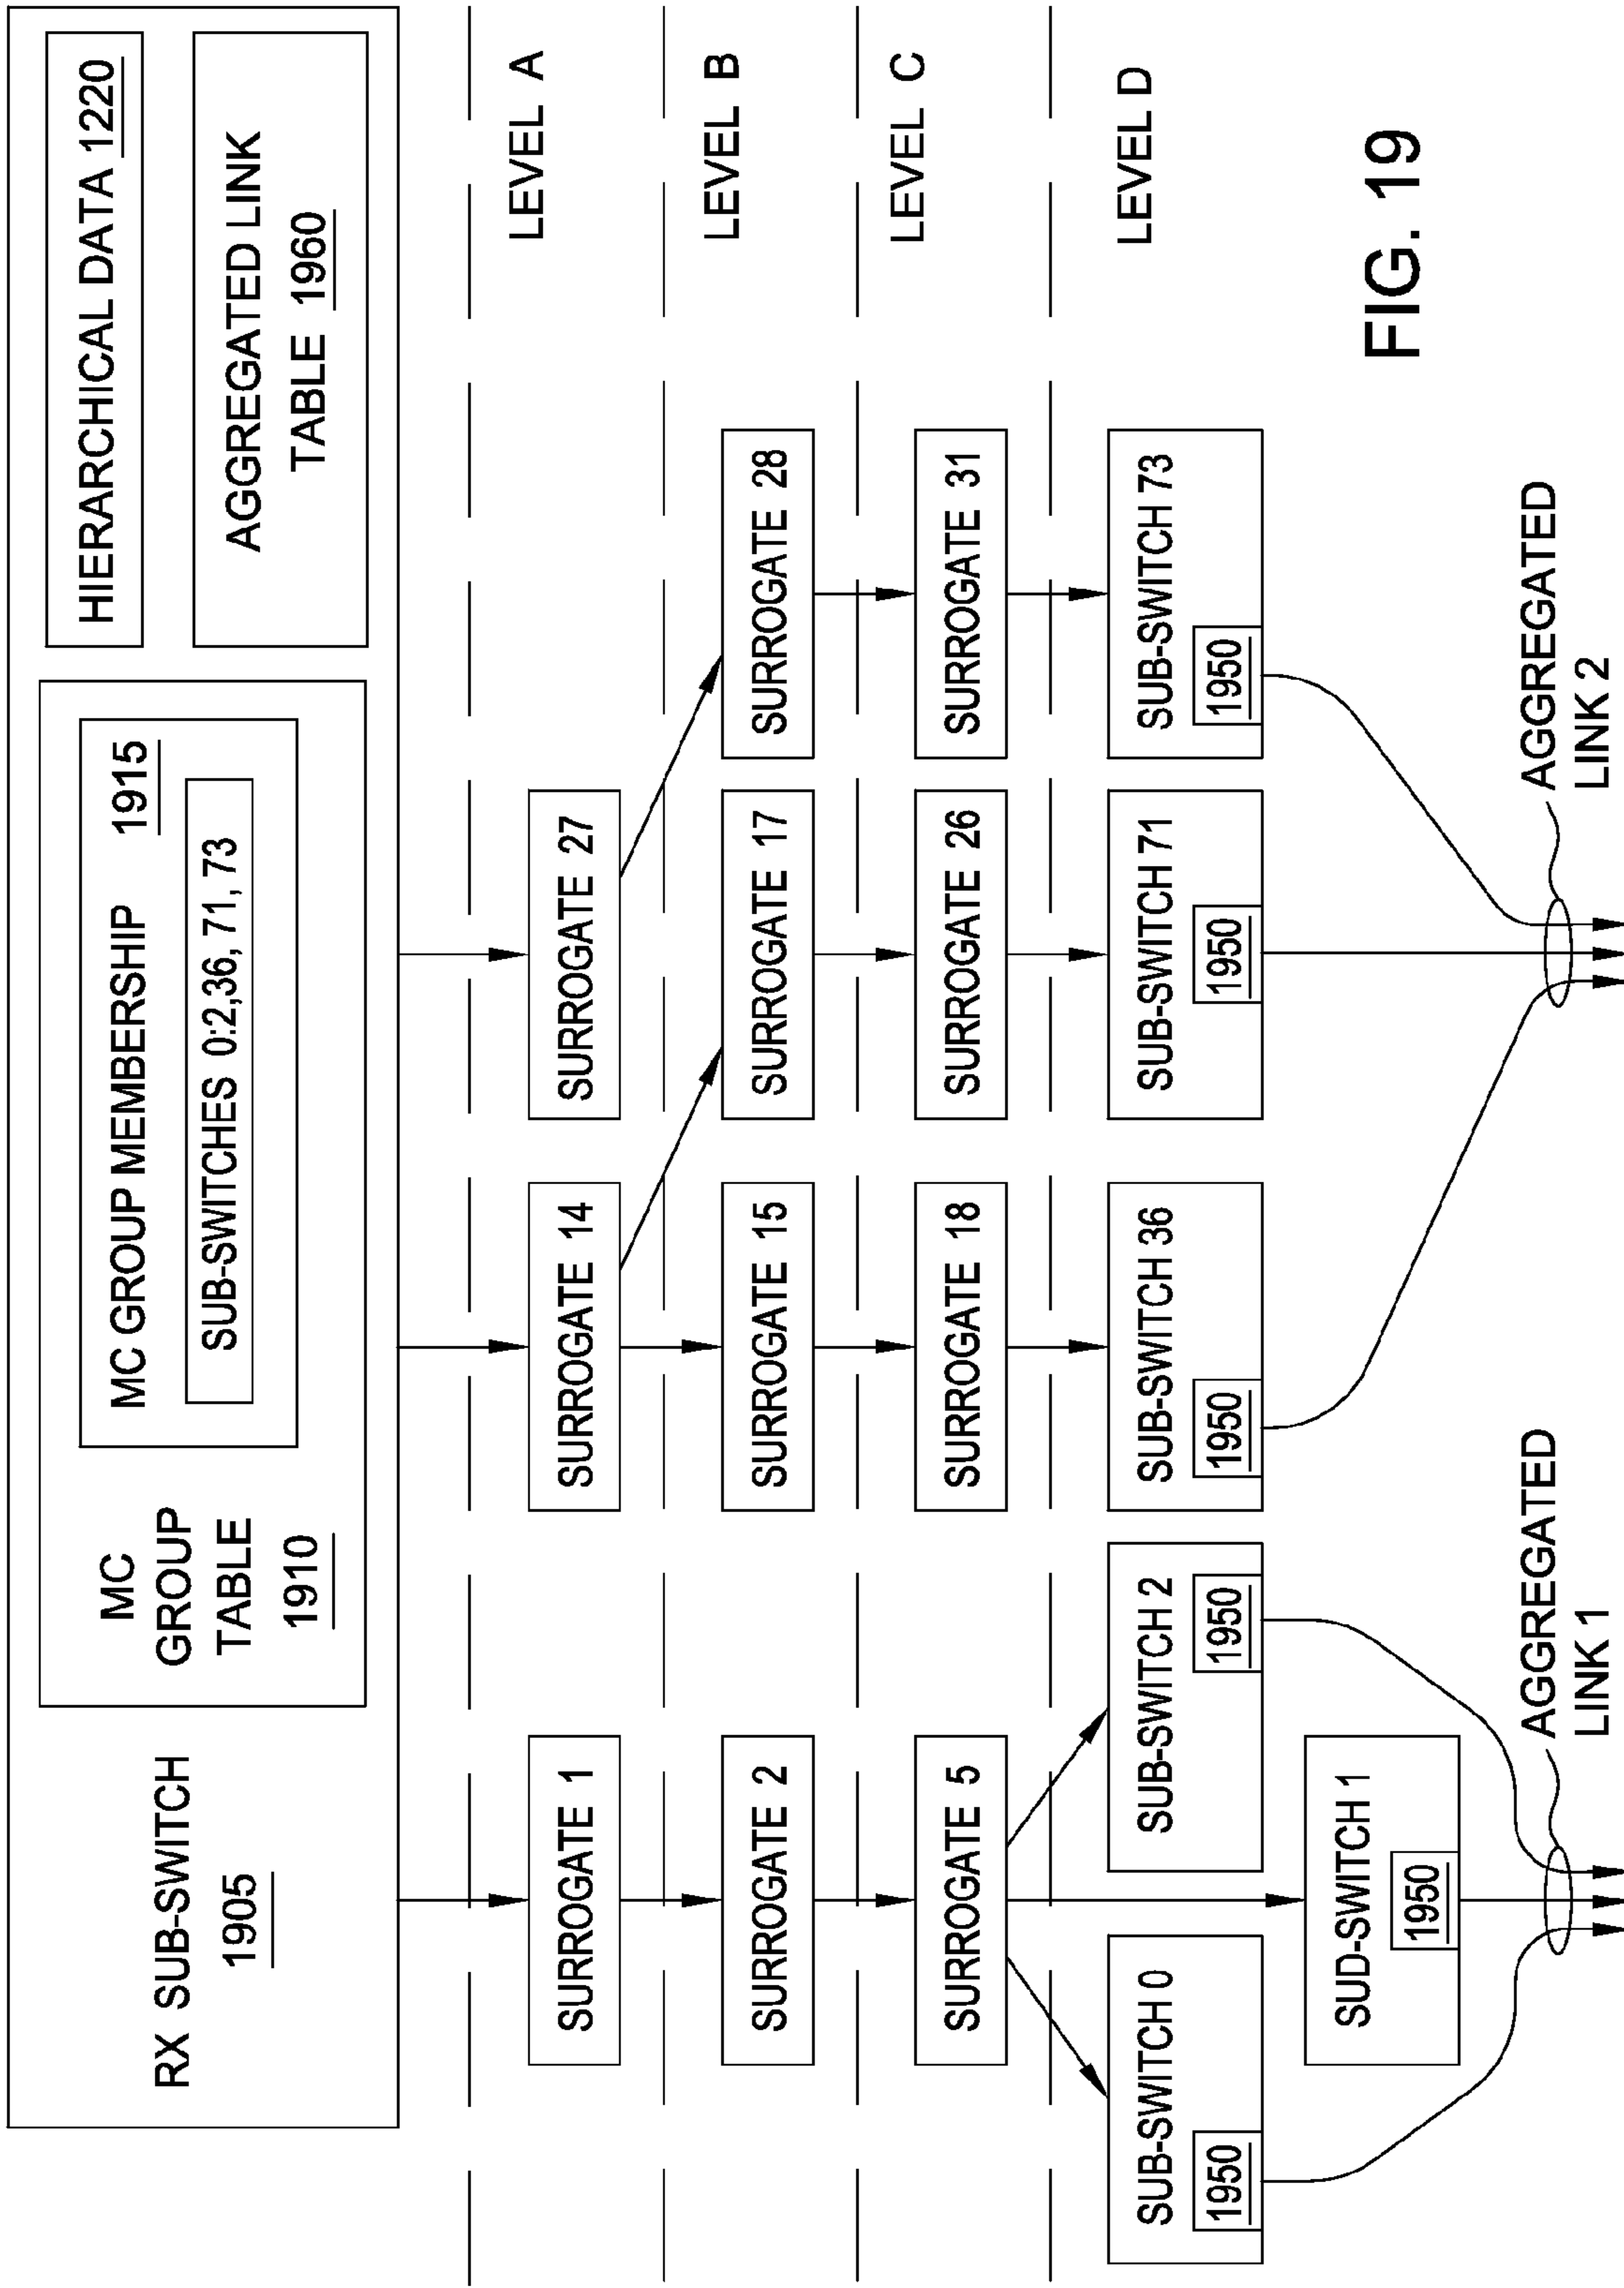 RX SUB-SWITCH
1905
MC
GROUP
TABLE
1910
MC GROUP MEMBERSHIP 1915
SUB-SWITCHES 0:2,36, 71, 73
HIERARCHICAL DATA 1220
AGGREGATED LINK
TABLE 1960
LEVEL A
SURROGATE 1
SURROGATE 14
SURROGATE 27
LEVEL B
SURROGATE 2
SURROGATE 15
SURROGATE 17
SURROGATE 28
LEVEL C
SURROGATE 5
SURROGATE 18
SURROGATE 26
SURROGATE 31
LEVEL D
SUB-SWITCH 0
1950
SUB-SWITCH 2
1950
SUB-SWITCH 36
1950
SUB-SWITCH 71
1950
SUB-SWITCH 73
1950
SUD-SWITCH 1
1950
AGGREGATED
LINK 1
AGGREGATED
LINK 2
FIG. 19